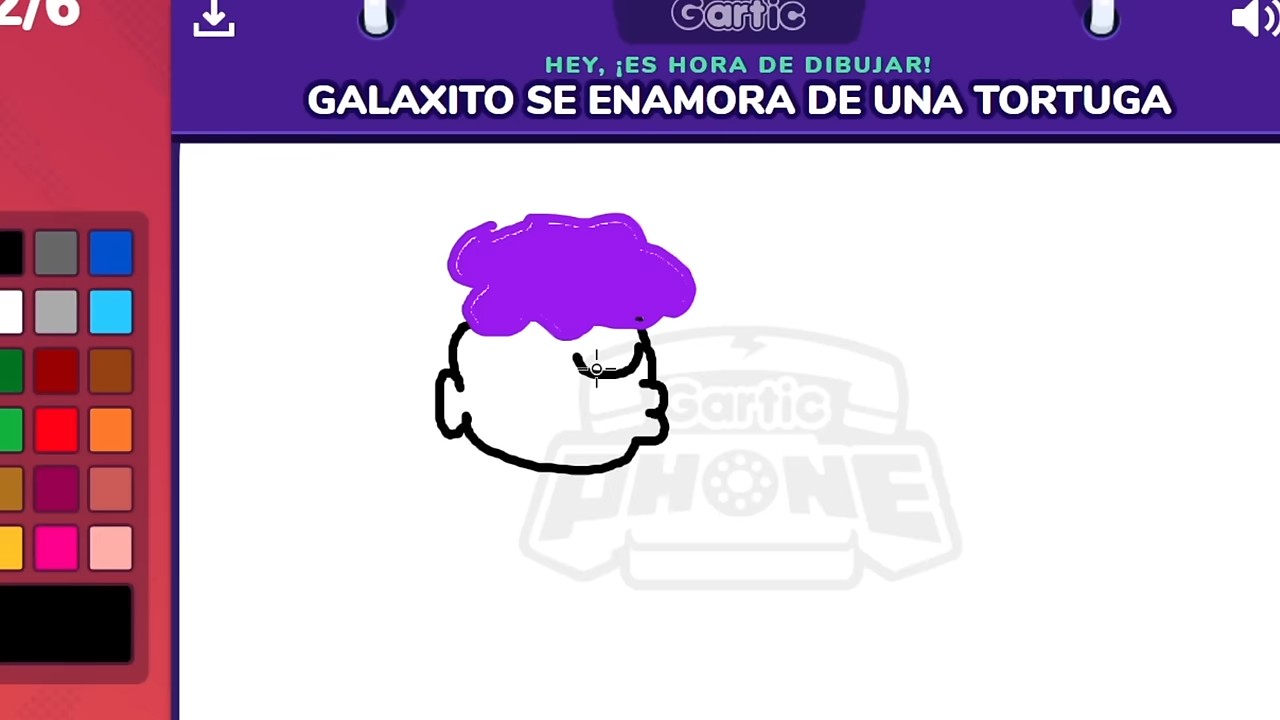 2/6
Gartic
HEY, ¡ES HORA DE DIBUJAR!
GALAXITO SE ENAMORA DE UNA TORTUGA
Gartic
PHONE